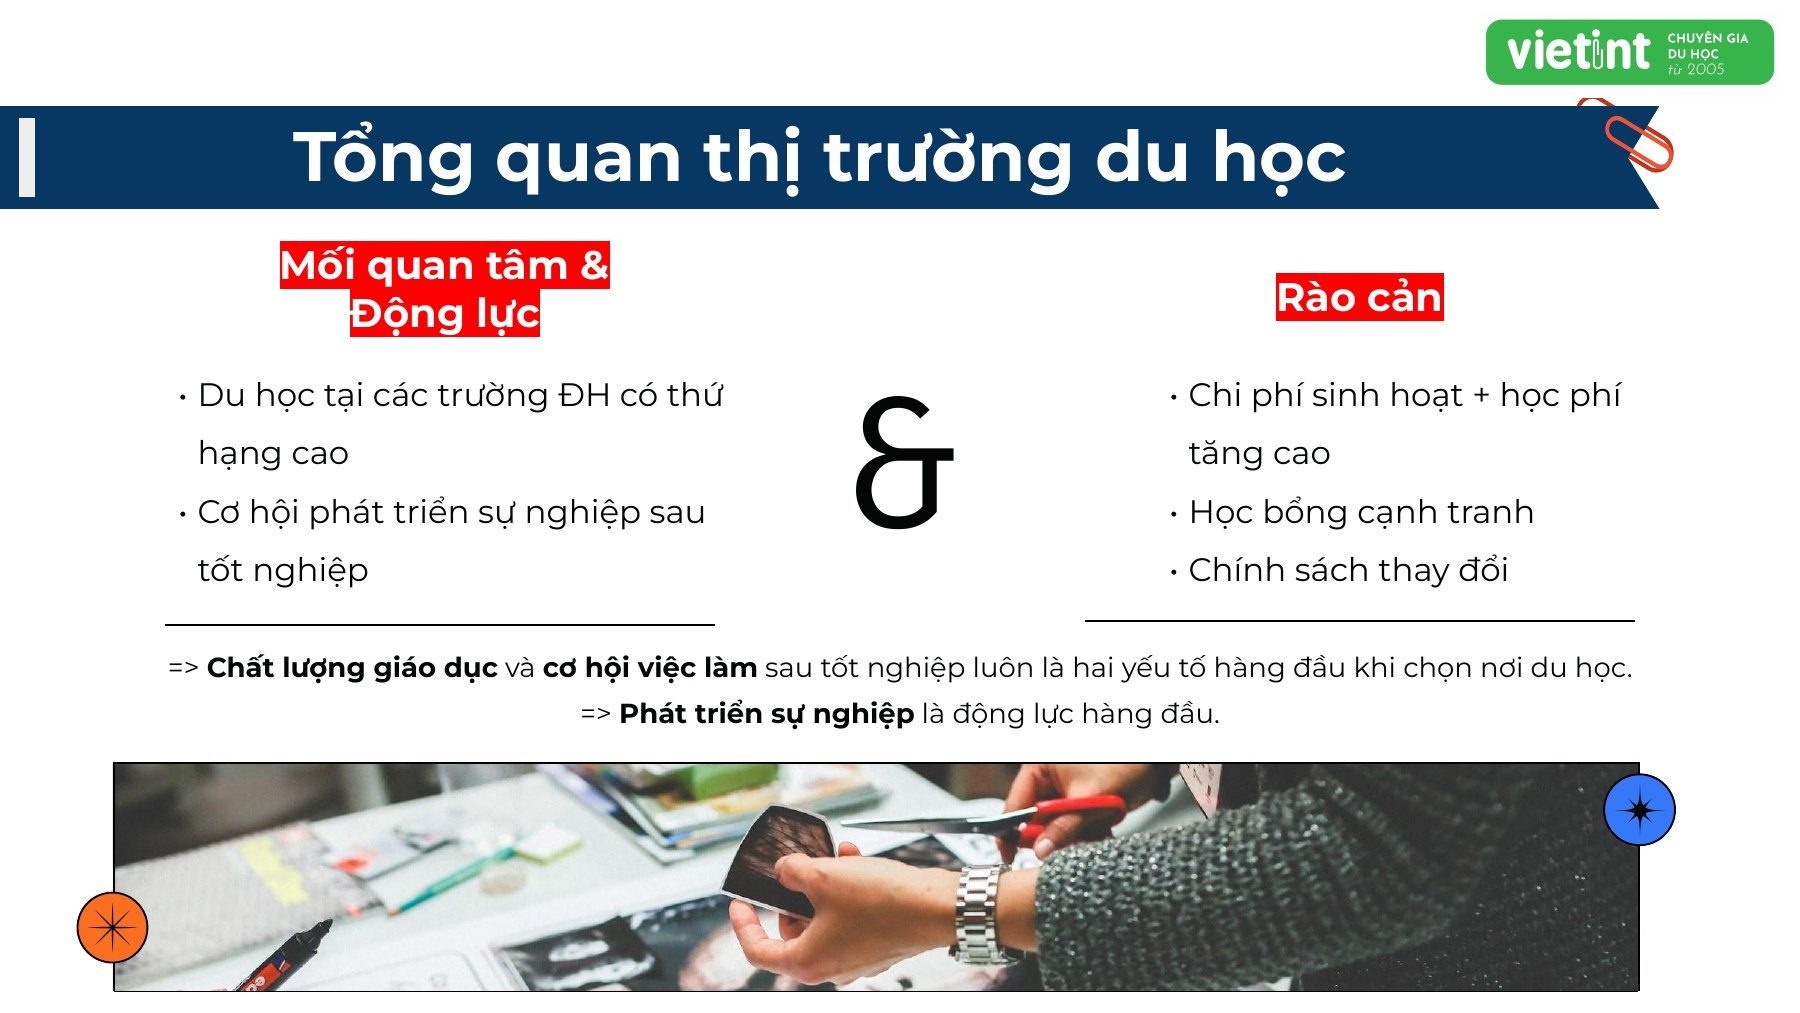 vietint
CHUYÊN GIA
DU HỌC
từ 2005
Tổng quan thị trường du học
Mối quan tâm &
Động lực
• Du học tại các trường ĐH có thứ
hạng cao
• Cơ hội phát triển sự nghiệp sau
tốt nghiệp
&
Rào cản
• Chi phí sinh hoạt + học phí
tăng cao
• Học bổng cạnh tranh
• Chính sách thay đổi
=> Chất lượng giáo dục và cơ hội việc làm sau tốt nghiệp luôn là hai yếu tố hàng đầu khi chọn nơi du học.
=> Phát triển sự nghiệp là động lực hàng đầu.